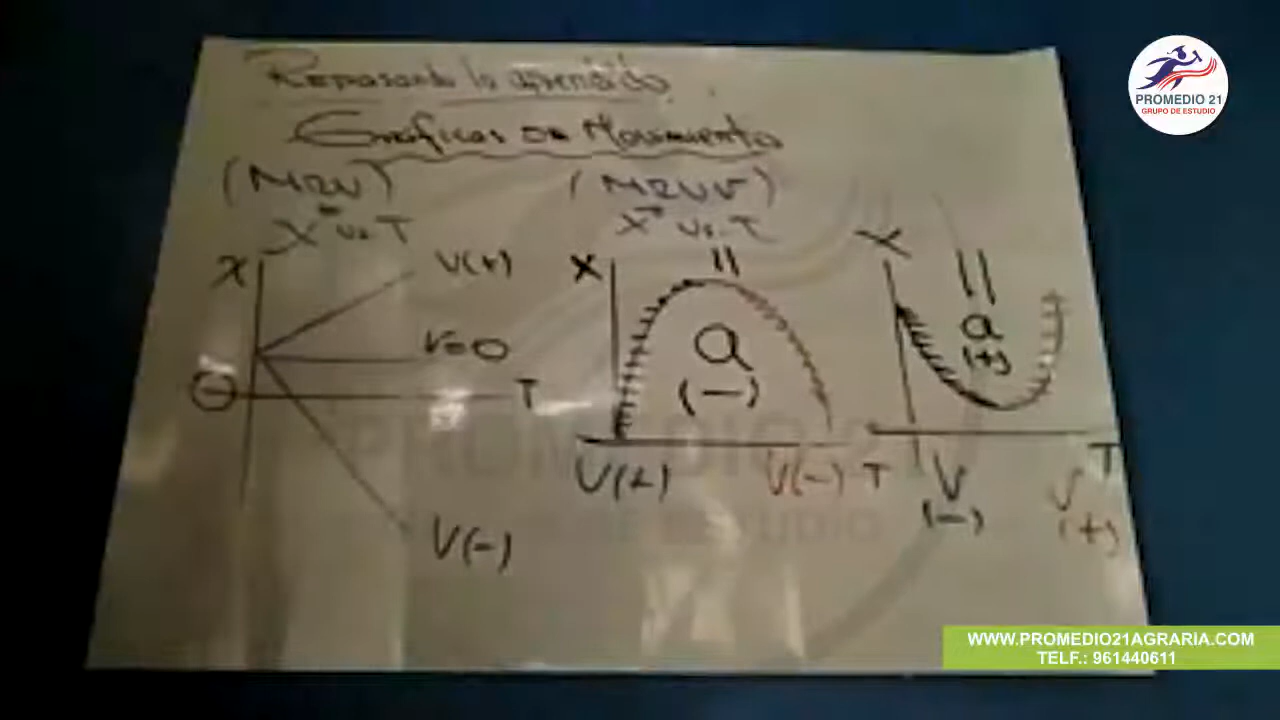 PROMEDIO 21
GRUPO DE ESTUDIO
Repasando lo aprendido
Gráficas de Movimiento
(MRU)
X vs T
X
V(+)
V=0
T
V(-)
(MRUV)
X vs. T
X
a
(-)
V(+)
V(-)
T
X
a
(+)
T
V
(-)
V
(+)
WWW.PROMEDIO21AGRARIA.COM
TELF.: 961440611